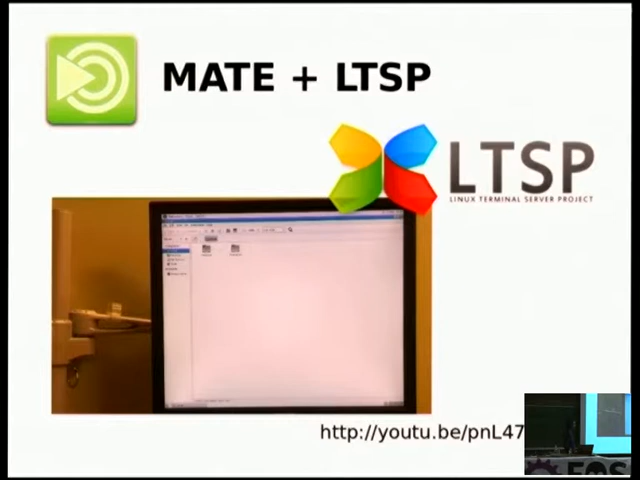 MATE + LTSP
LTSP
LINUX TERMINAL SERVER PROJECT
http://youtu.be/pnL47